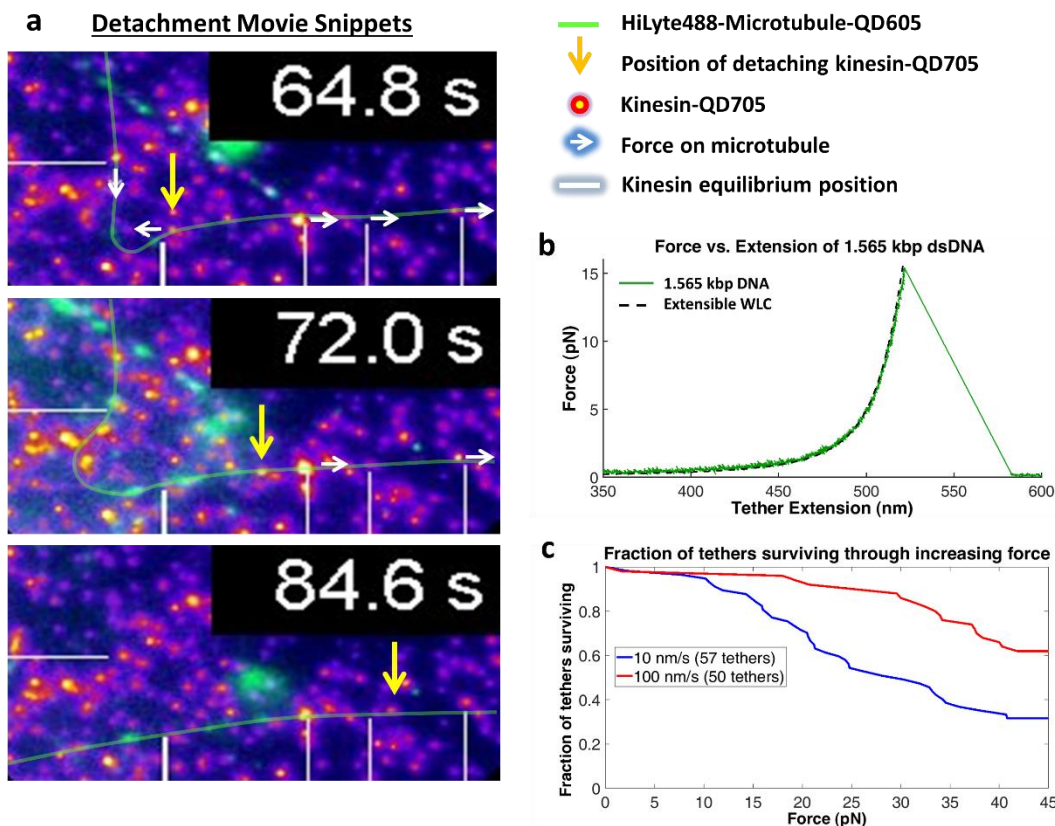 a
Detachment Movie Snippets
64.8 s
72.0 s
84.6 s
HiLyte488-Microtubule-QD605
Position of detaching kinesin-QD705
Kinesin-QD705
Force on microtubule
Kinesin equilibrium position
b
Force vs. Extension of 1.565 kbp dsDNA
1.565 kbp DNA
Extensible WLC
Force (pN)
15
10
5
0
350 400 450 500 550 600
Tether Extension (nm)
c
Fraction of tethers surviving through increasing force
Fraction of tethers surviving
1
0.8
0.6
0.4
0.2
0
10 nm/s (57 tethers)
100 nm/s (50 tethers)
0 5 10 15 20 25 30 35 40 45
Force (pN)